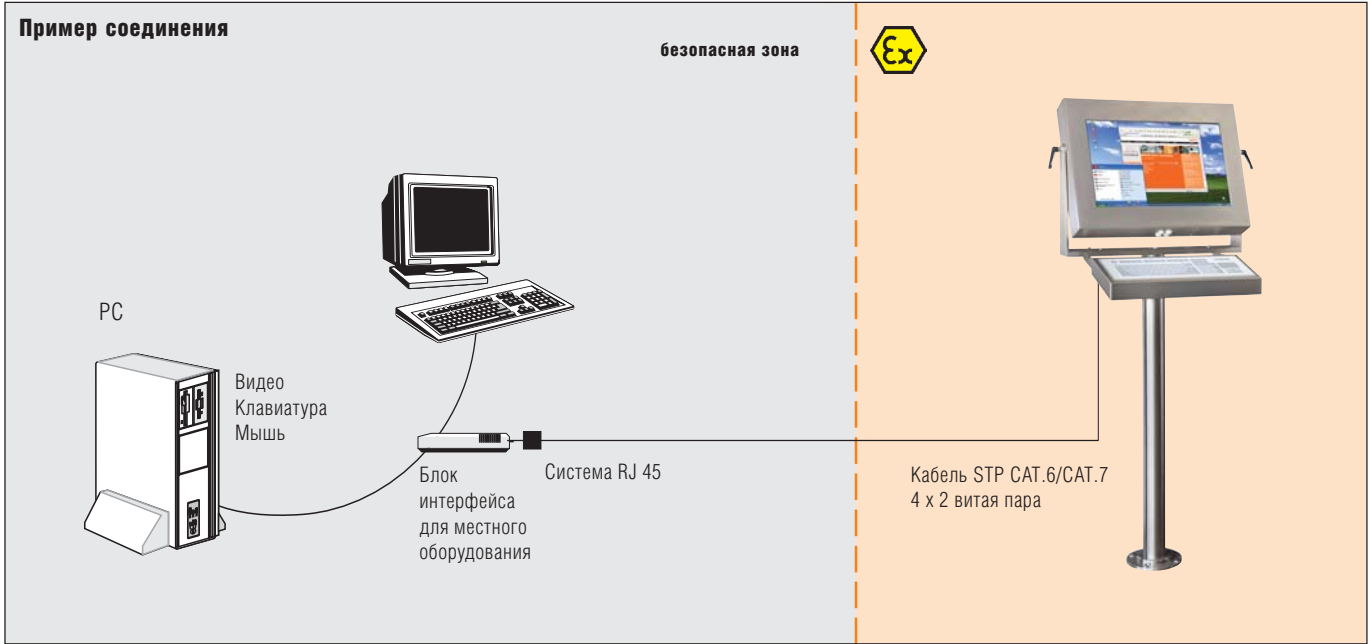 Пример соединения
безопасная зона
Ex
PC
Видео
Клавиатура
Мышь
Блок
интерфейса
для местного
оборудования
Система RJ 45
Кабель STP CAT.6/CAT.7
4 x 2 витая пара